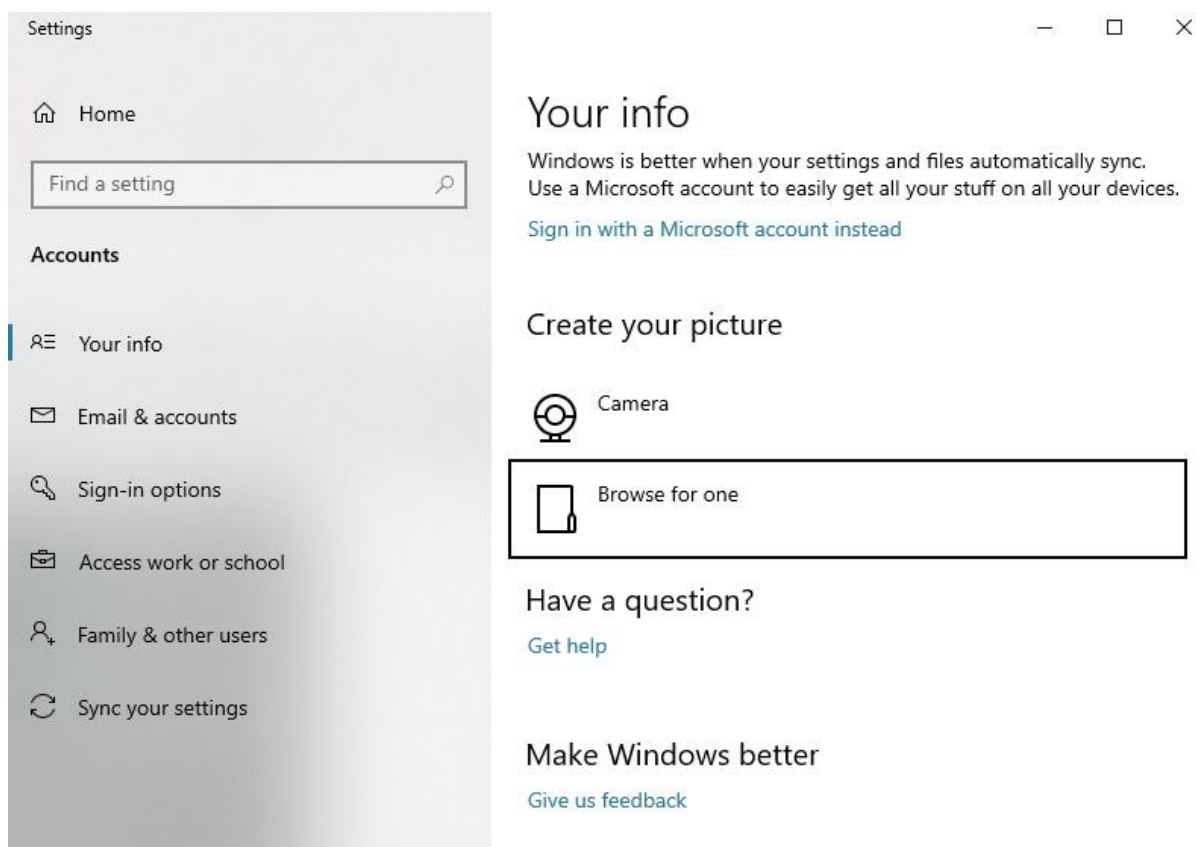 Settings
Home
Find a setting
Accounts
Your info
Email & accounts
Sign-in options
Access work or school
Family & other users
Sync your settings
Your info
Windows is better when your settings and files automatically sync.
Use a Microsoft account to easily get all your stuff on all your devices.
Sign in with a Microsoft account instead
Create your picture
Camera
Browse for one
Have a question?
Get help
Make Windows better
Give us feedback